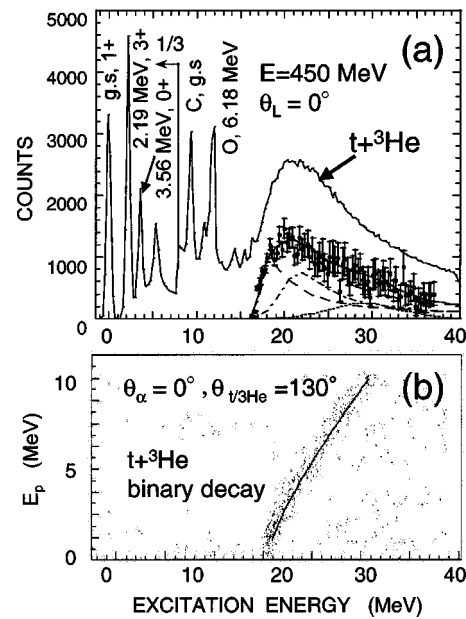 5000
4000
3000
2000
1000
0
COUNTS
g.s, 1+
2.19 MeV, 3+
3.56 MeV, 0+
1/3
C, g.s
O, 6.18 MeV
(a)
E=450 MeV
θL = 0°
t+³He
0 10 20 30 40
(b)
θα = 0° , θt/3He =130°
t+³He
binary decay
10
5
0
Ep (MeV)
0 10 20 30 40
EXCITATION ENERGY (MeV)